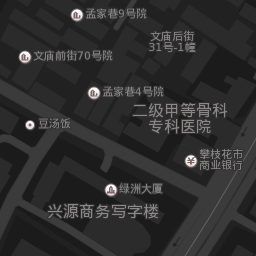 孟家巷9号院
文庙后街
31号-1幢
文庙前街70号院
孟家巷4号院
二级甲等骨科
专科医院
豆汤饭
攀枝花市
商业银行
绿洲大厦
兴源商务写字楼